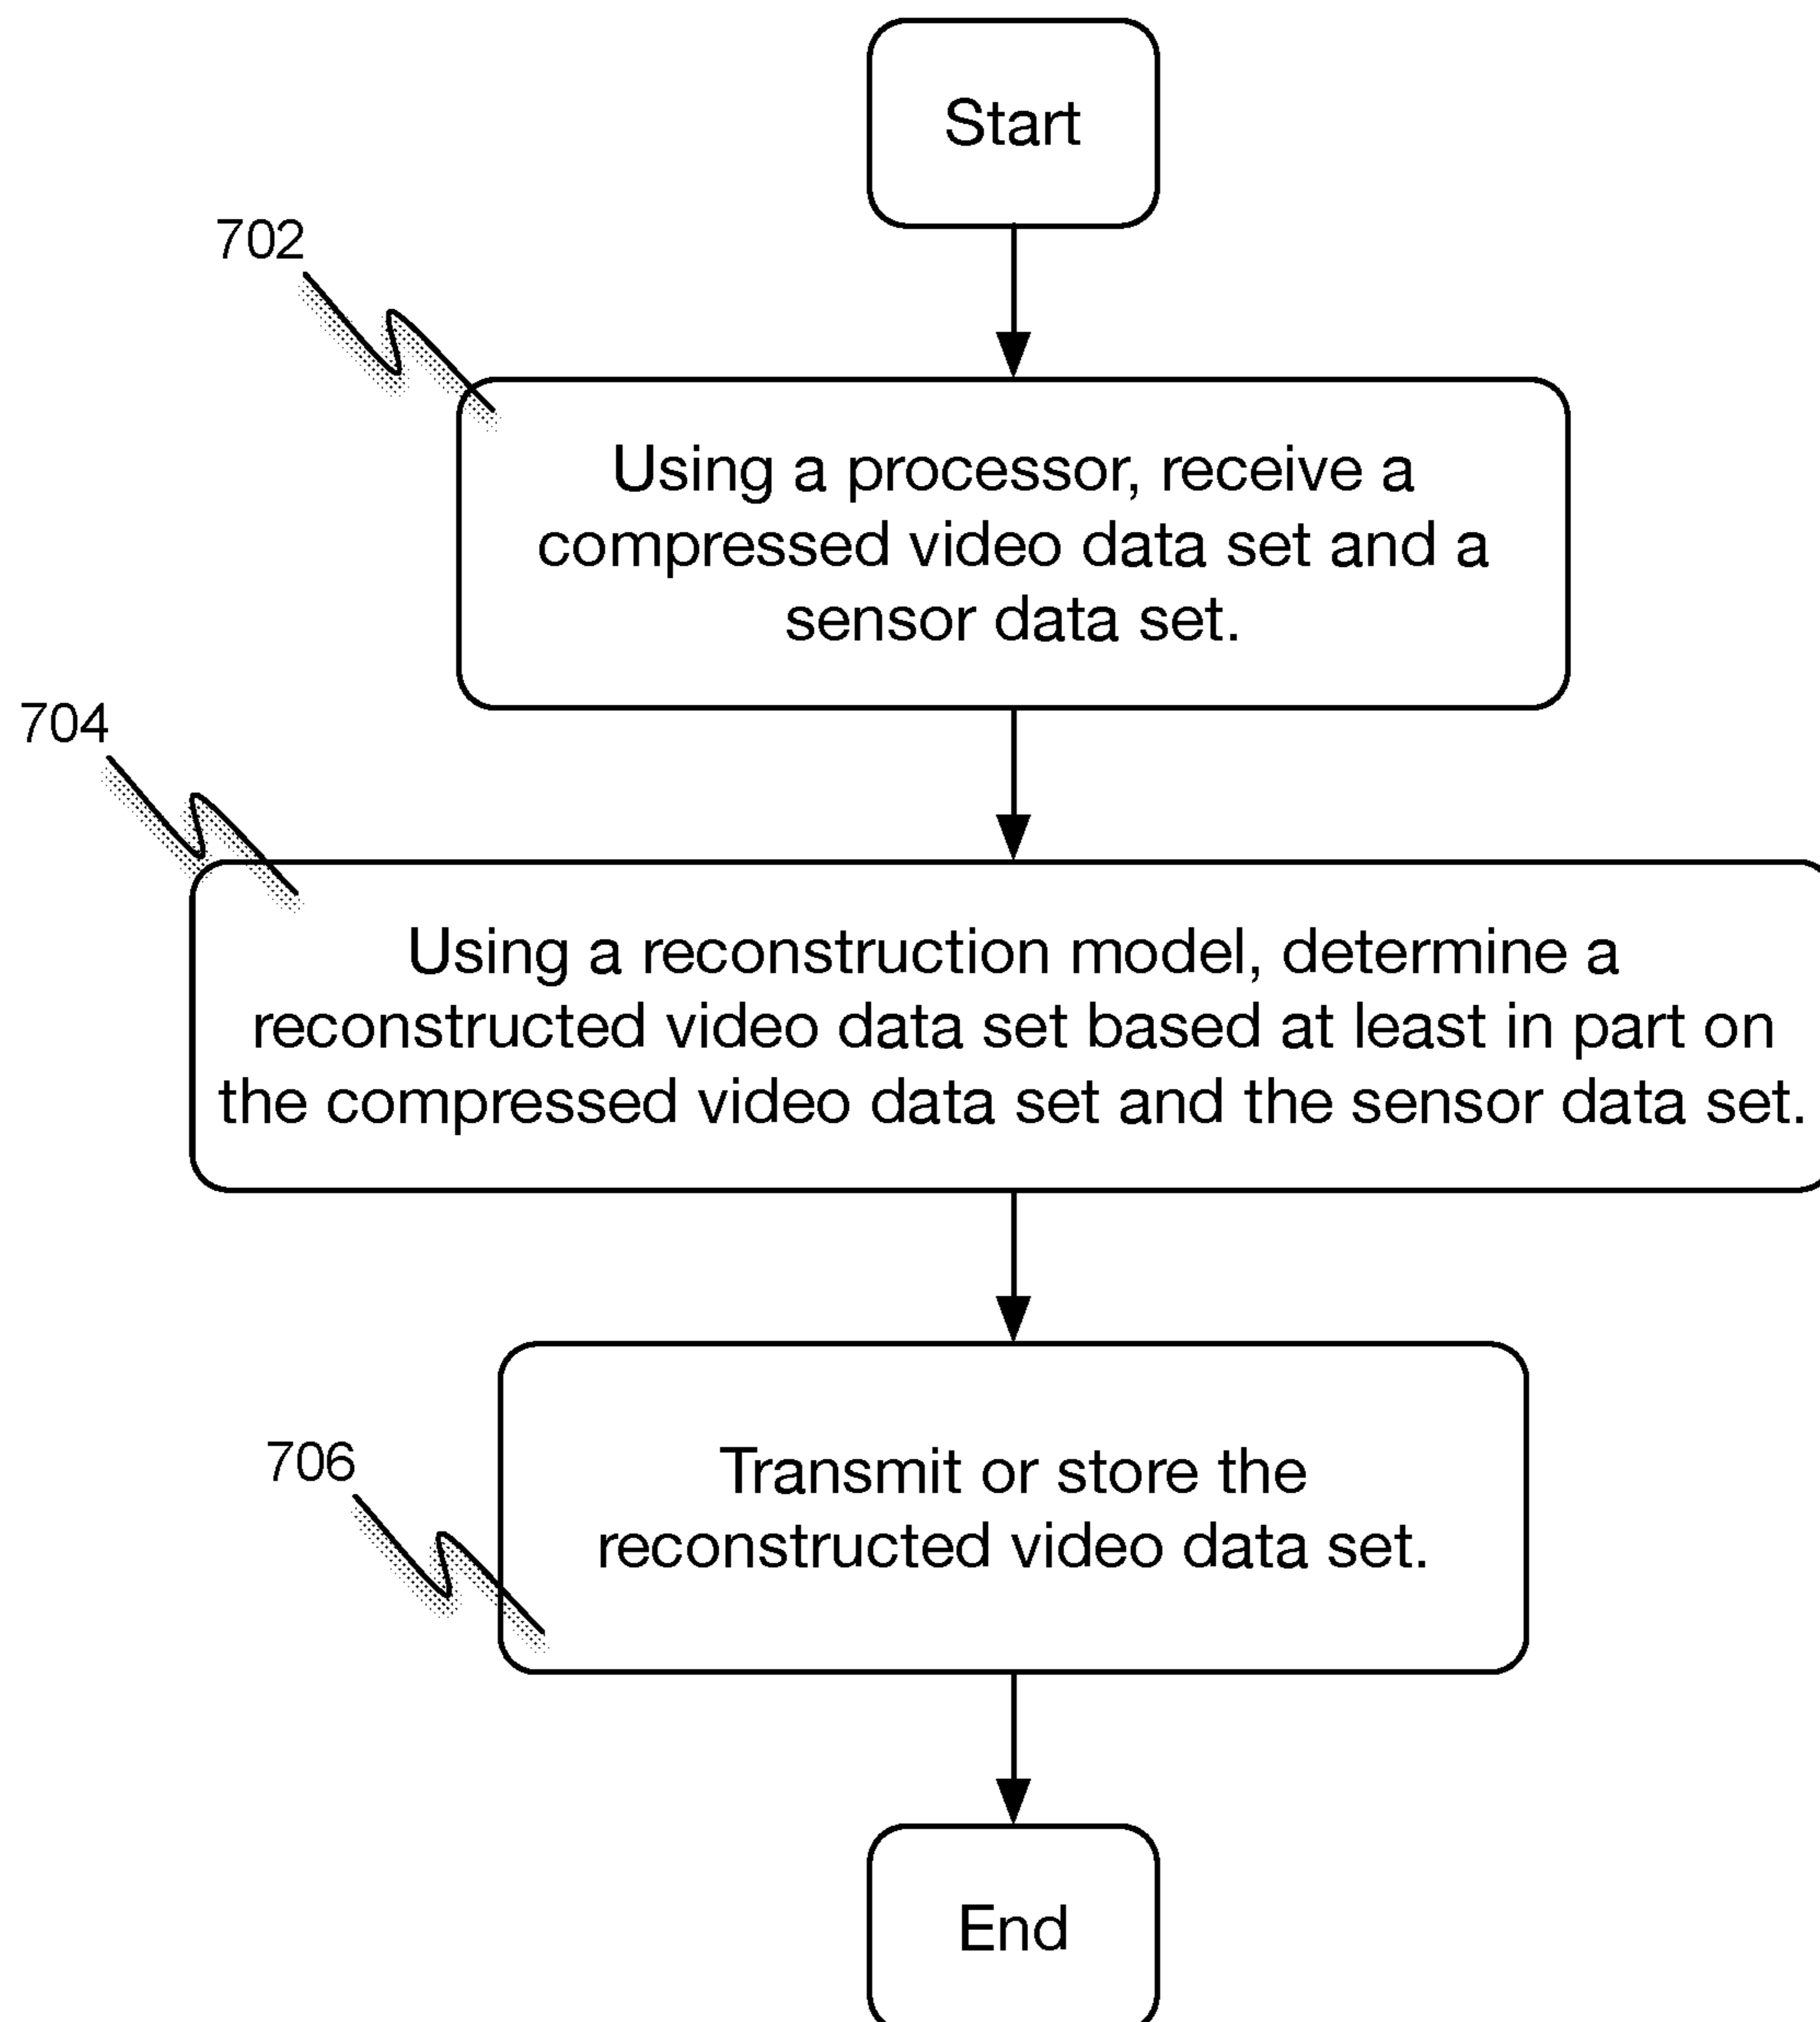 Start
702
Using a processor, receive a
compressed video data set and a
sensor data set.
704
Using a reconstruction model, determine a
reconstructed video data set based at least in part on
the compressed video data set and the sensor data set.
706
Transmit or store the
reconstructed video data set.
End